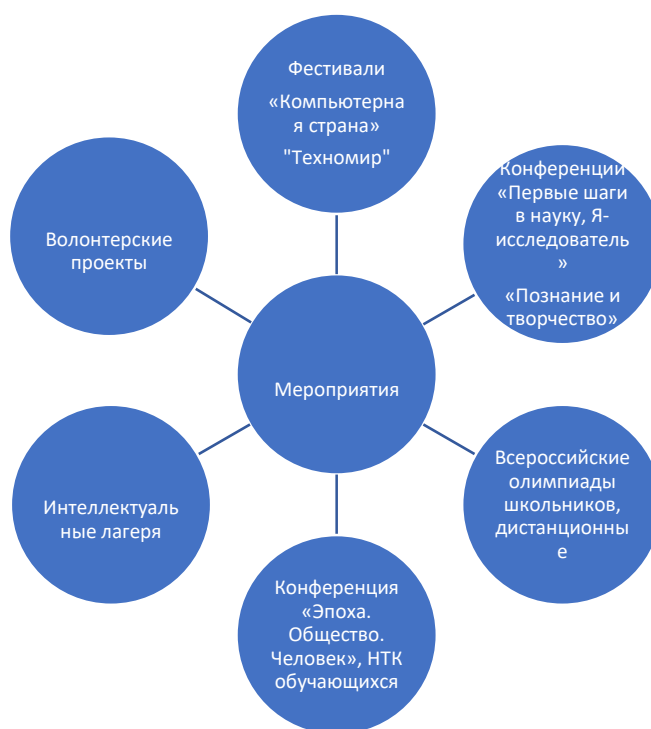 Фестивали
«Компьютерна
я страна»
"Техномир"
Конференции
«Первые шаги
в науку, Я-
исследователь
»
«Познание и
творчество»
Волонтерские
проекты
Мероприятия
Всероссийские
олимпиады
школьников,
дистанционны
е
Интеллектуаль
ные лагеря
Конференция
«Эпоха.
Общество.
Человек», НТК
обучающихся